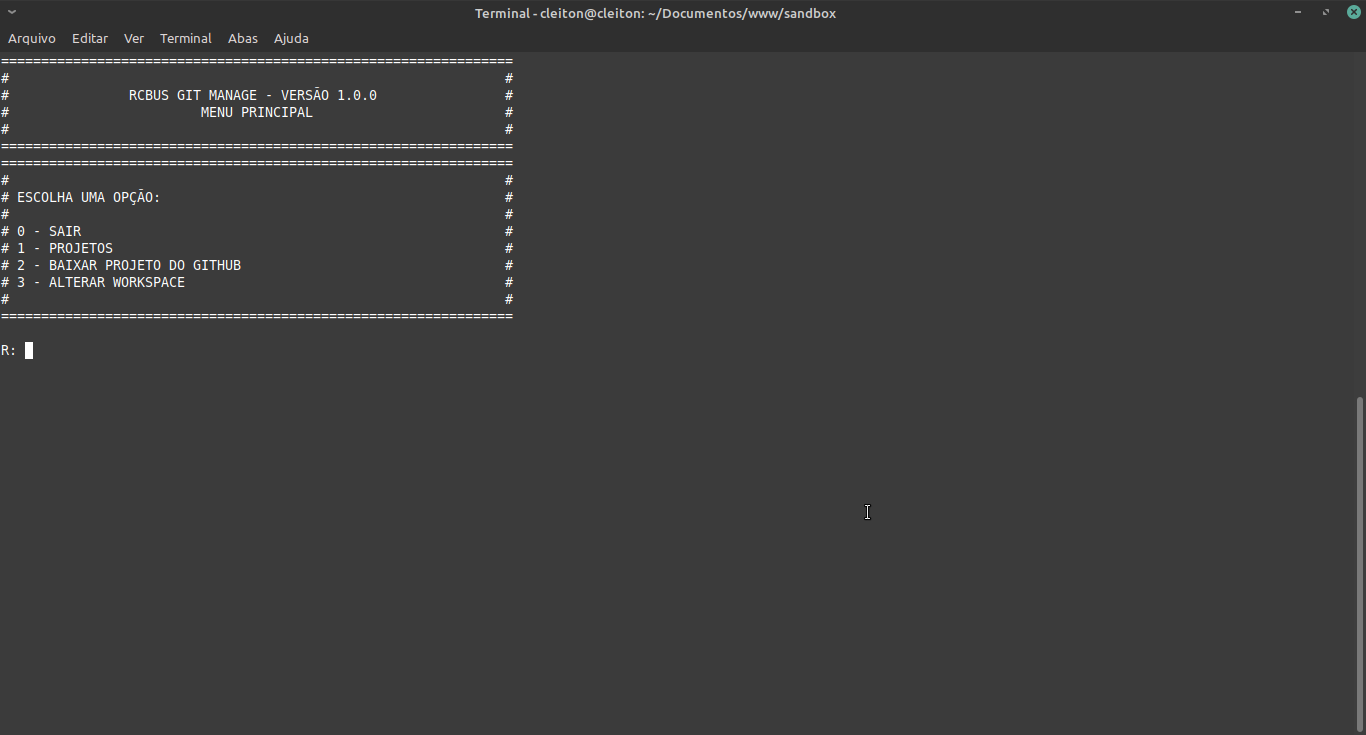 Terminal - cleiton@cleiton: ~/Documentos/www/sandbox
Arquivo Editar Ver Terminal Abas Ajuda
================================================================
#                                                              #
#               RCBUS GIT MANAGE - VERSÃO 1.0.0                #
#                        MENU PRINCIPAL                        #
#                                                              #
================================================================
================================================================
#                                                              #
# ESCOLHA UMA OPÇÃO:                                           #
#                                                              #
# 0 - SAIR                                                     #
# 1 - PROJETOS                                                 #
# 2 - BAIXAR PROJETO DO GITHUB                                 #
# 3 - ALTERAR WORKSPACE                                        #
#                                                              #
================================================================
R: